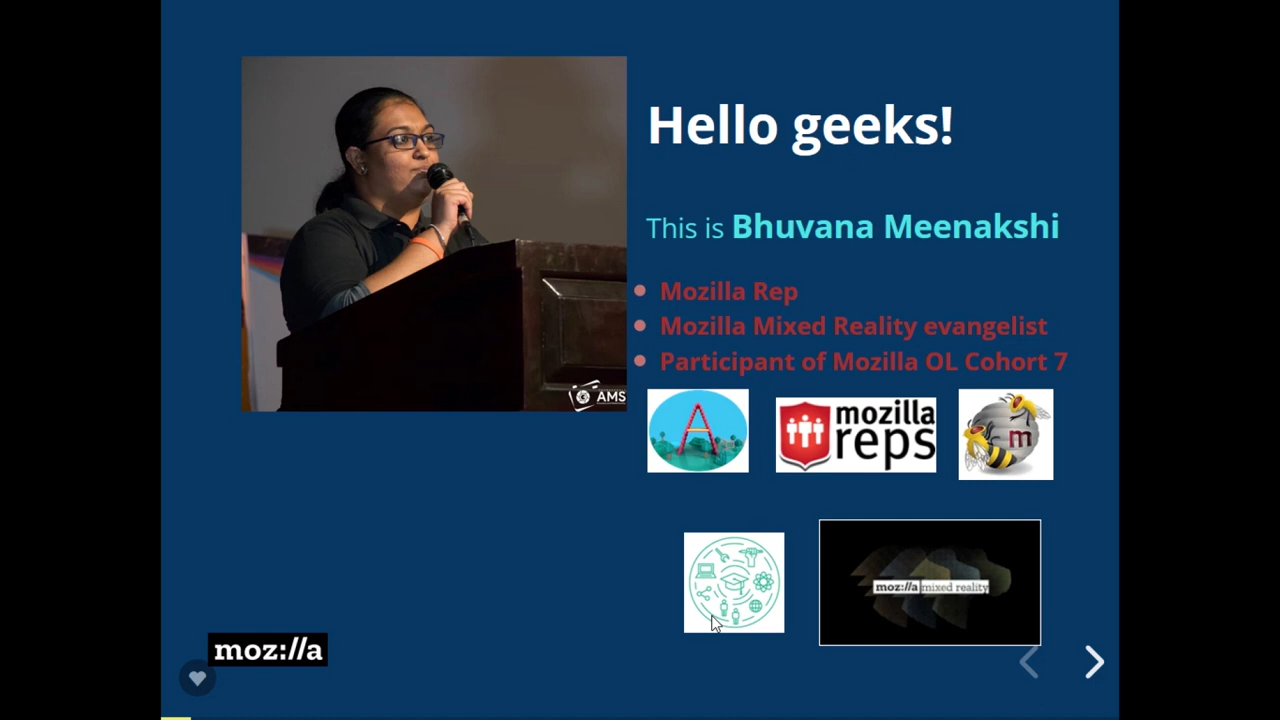 Hello geeks!
This is Bhuvana Meenakshi
Mozilla Rep
Mozilla Mixed Reality evangelist
Participant of Mozilla OL Cohort 7
AMS
A
mozilla
reps
m
moz://a mixed reality
moz://a